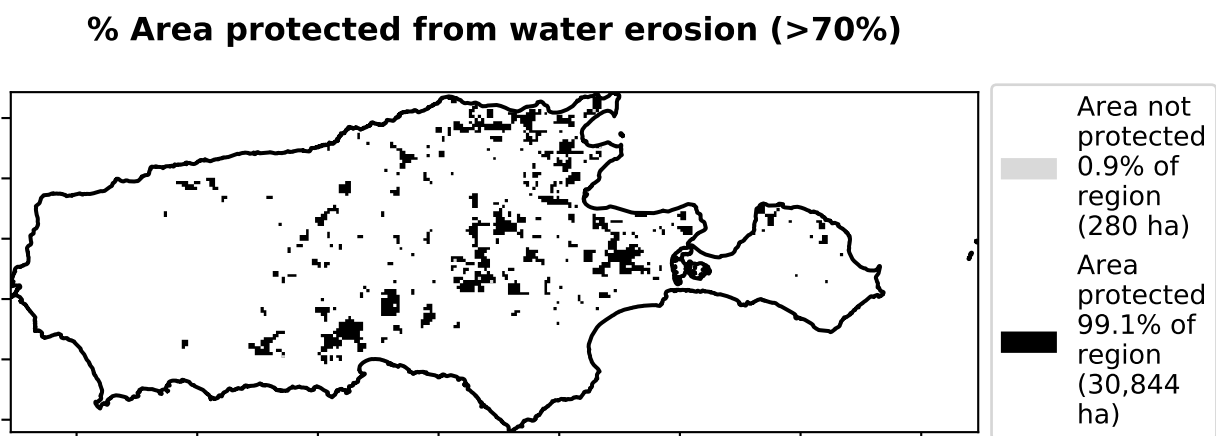 % Area protected from water erosion (>70%)
Area not
protected
0.9% of
region
(280 ha)
Area
protected
99.1% of
region
(30,844
ha)